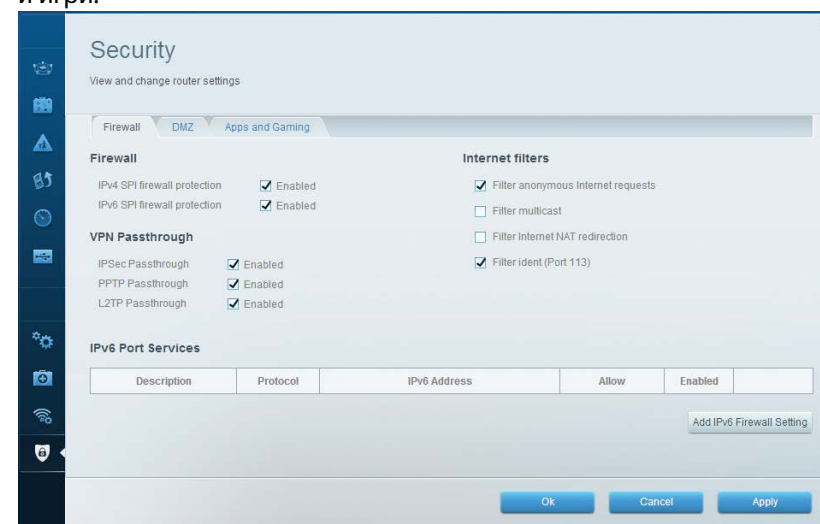 и игри.
Security
View and change router settings
Firewall DMZ Apps and Gaming
Firewall
IPv4 SPI firewall protection Enabled
IPv6 SPI firewall protection Enabled
VPN Passthrough
IPSec Passthrough Enabled
PPTP Passthrough Enabled
L2TP Passthrough Enabled
Internet filters
Filter anonymous Internet requests
Filter multicast
Filter Internet NAT redirection
Filter ident (Port 113)
IPv6 Port Services
Description Protocol IPv6 Address Allow Enabled
Add IPv6 Firewall Setting
Ok Cancel Apply